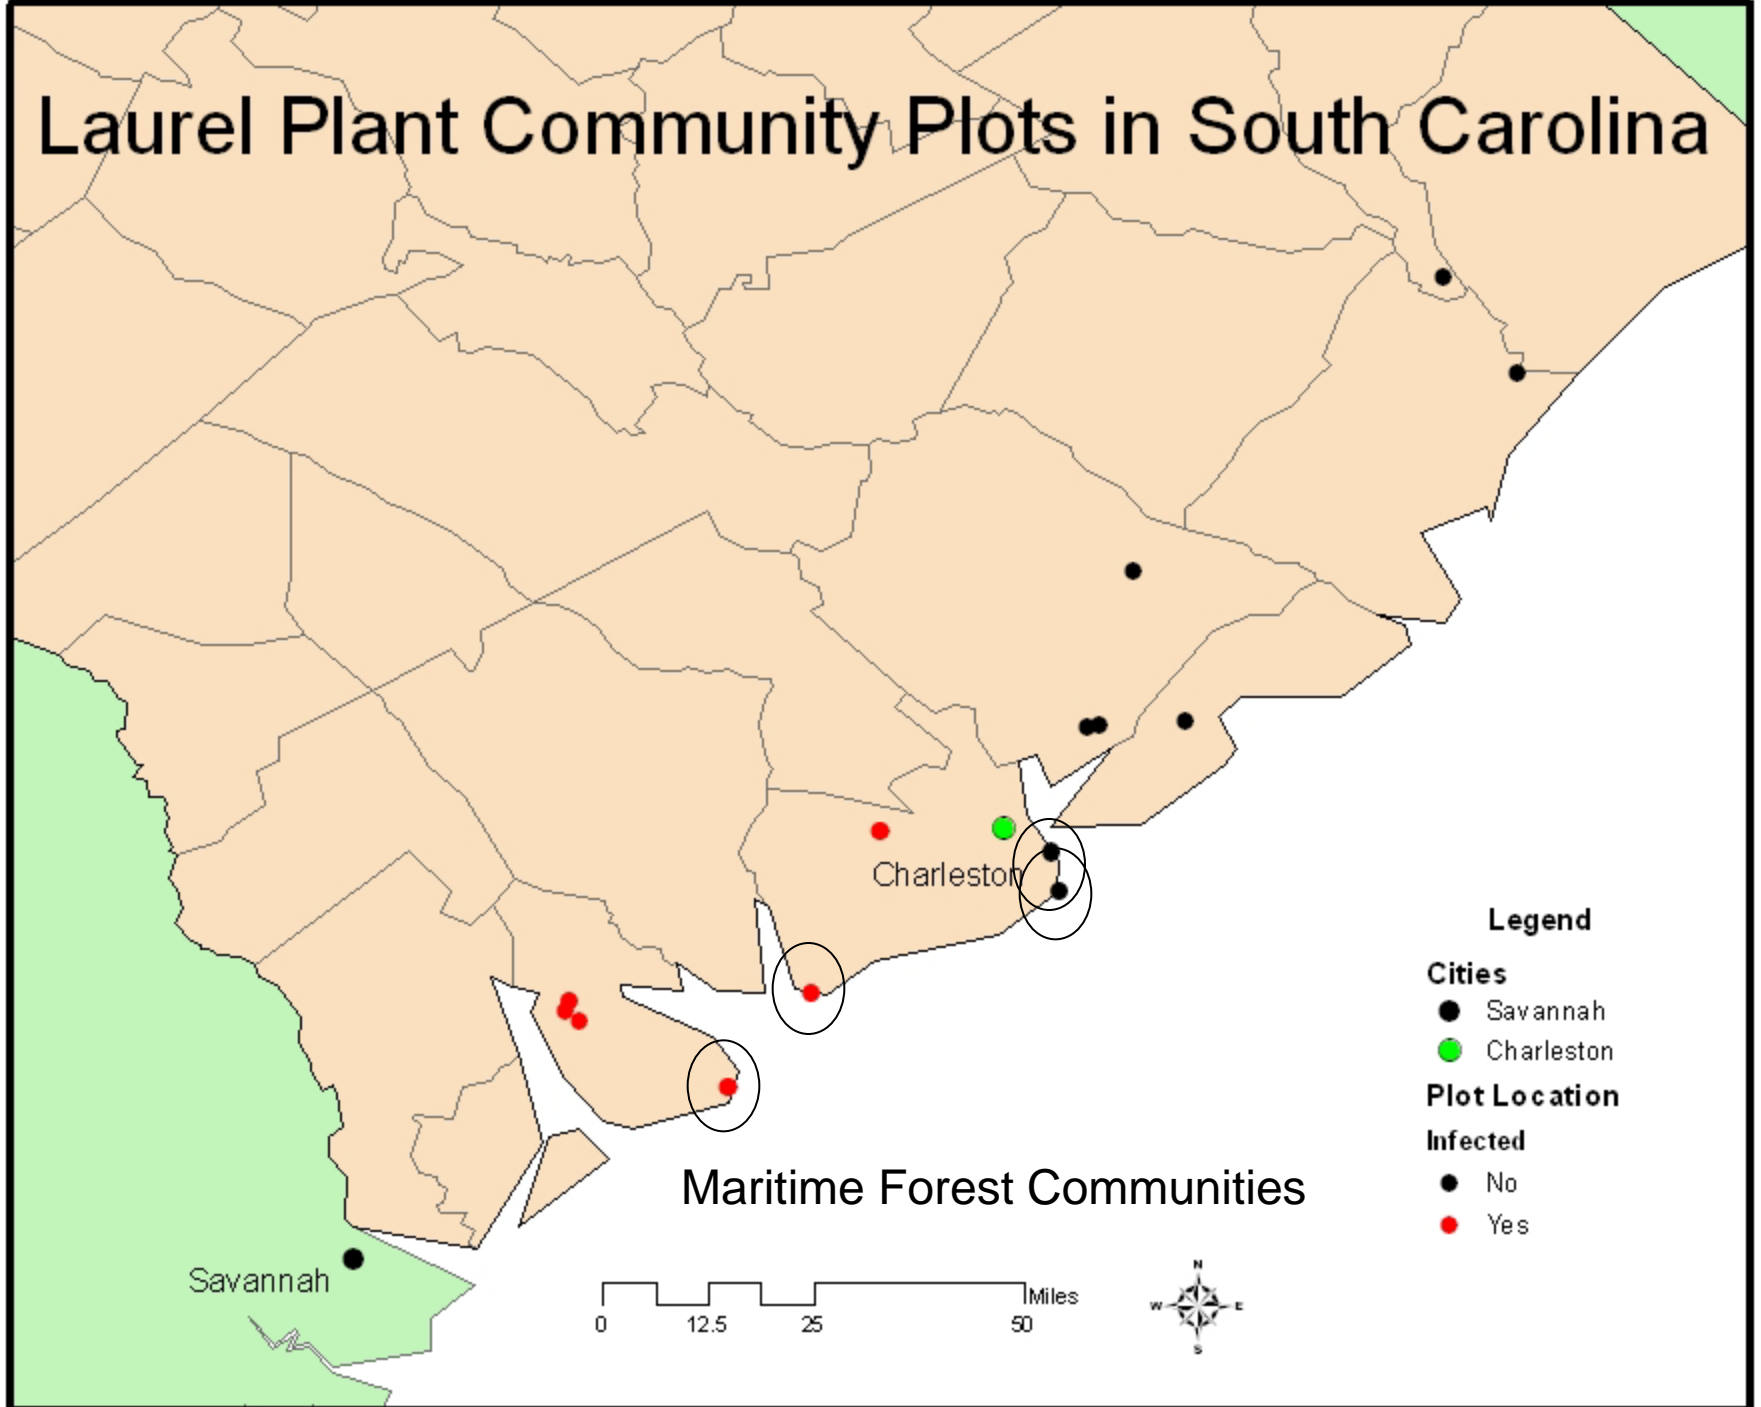 Laurel Plant Community Plots in South Carolina
Charleston
Legend
Cities
Savannah
Charleston
Plot Location
Infected
No
Yes
Maritime Forest Communities
Savannah
Miles
0 12.5 25 50
N
W E
S